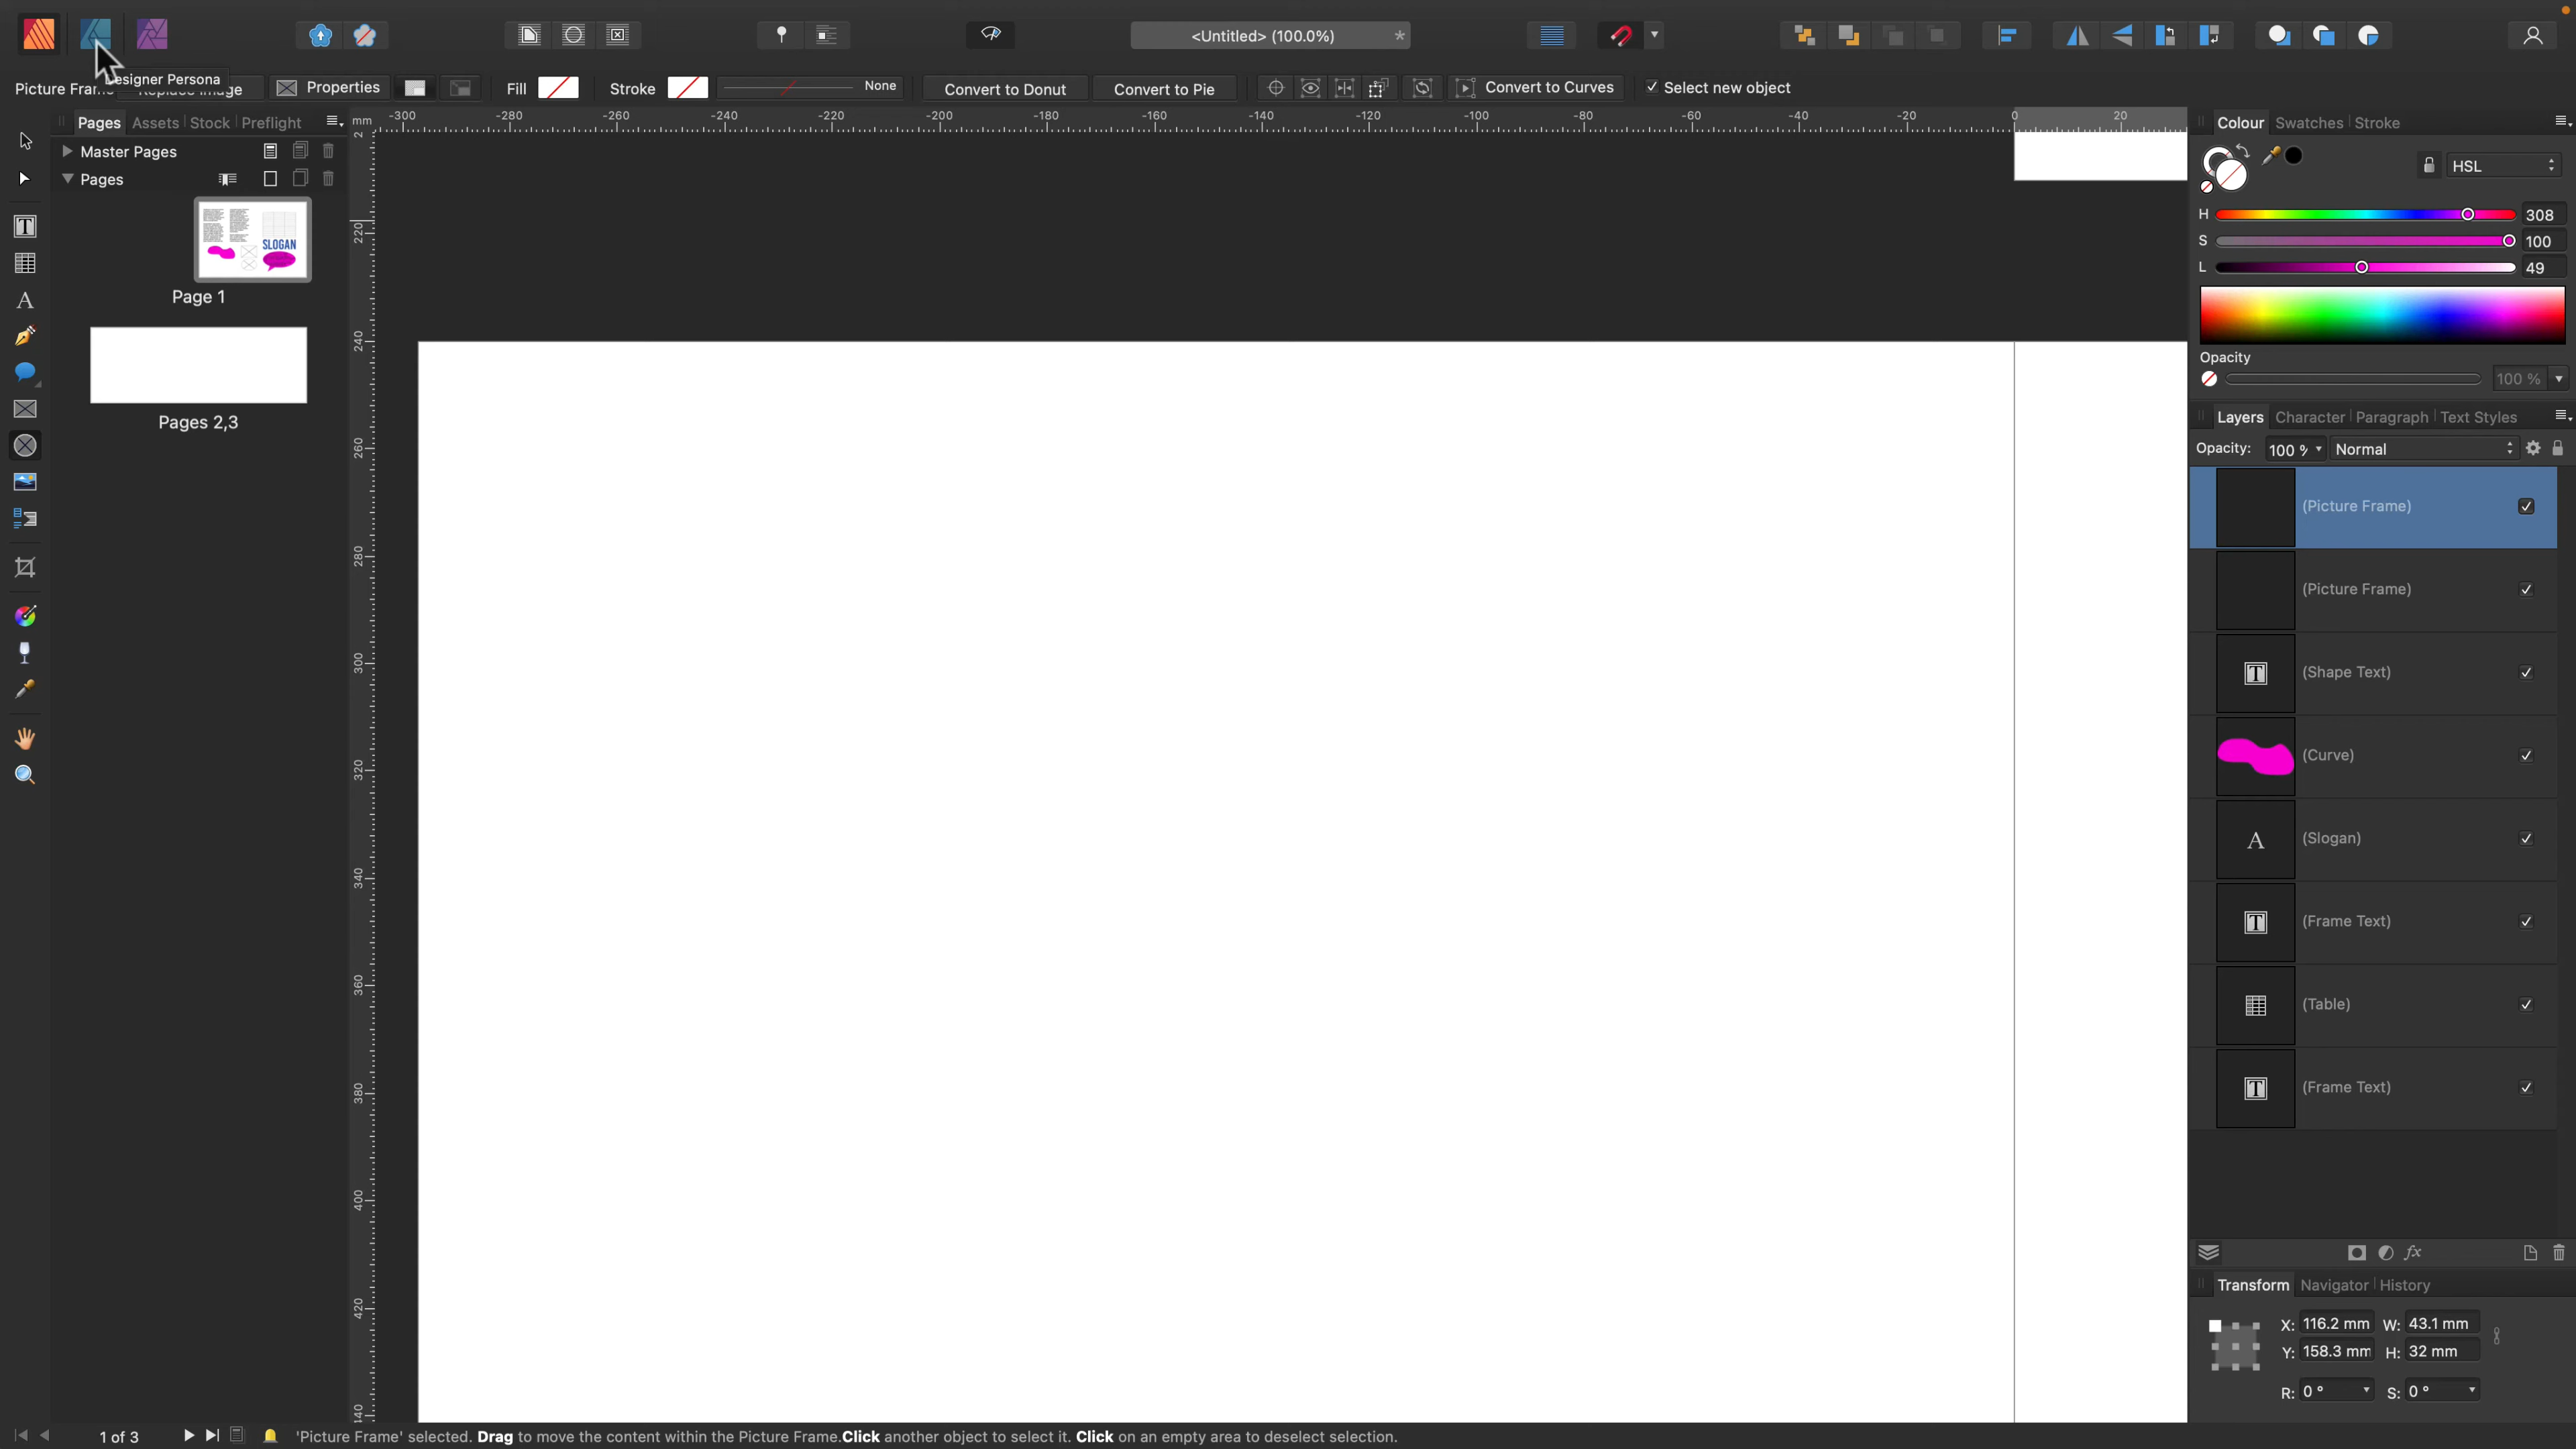 <Untitled> (100.0%) *
Designer Persona
Picture Frame Replace Image Properties Fill Stroke None Convert to Donut Convert to Pie Convert to Curves Select new object
Pages Assets Stock Preflight
Master Pages
Pages
SLOGAN
Page 1
Pages 2,3
mm -300 -280 -260 -240 -220 -200 -180 -160 -140 -120 -100 -80 -60 -40 -20 0 20
2
220
240
260
280
300
320
340
360
380
400
420
440
Colour Swatches Stroke
HSL
H 308
S 100
L 49
Opacity
100 %
Layers Character Paragraph Text Styles
Opacity: 100 % Normal
(Picture Frame)
(Picture Frame)
(Shape Text)
(Curve)
(Slogan)
(Frame Text)
(Table)
(Frame Text)
Transform Navigator History
X: 116.2 mm W: 43.1 mm
Y: 158.3 mm H: 32 mm
R: 0 ° S: 0 °
1 of 3 'Picture Frame' selected. Drag to move the content within the Picture Frame.Click another object to select it. Click on an empty area to deselect selection.